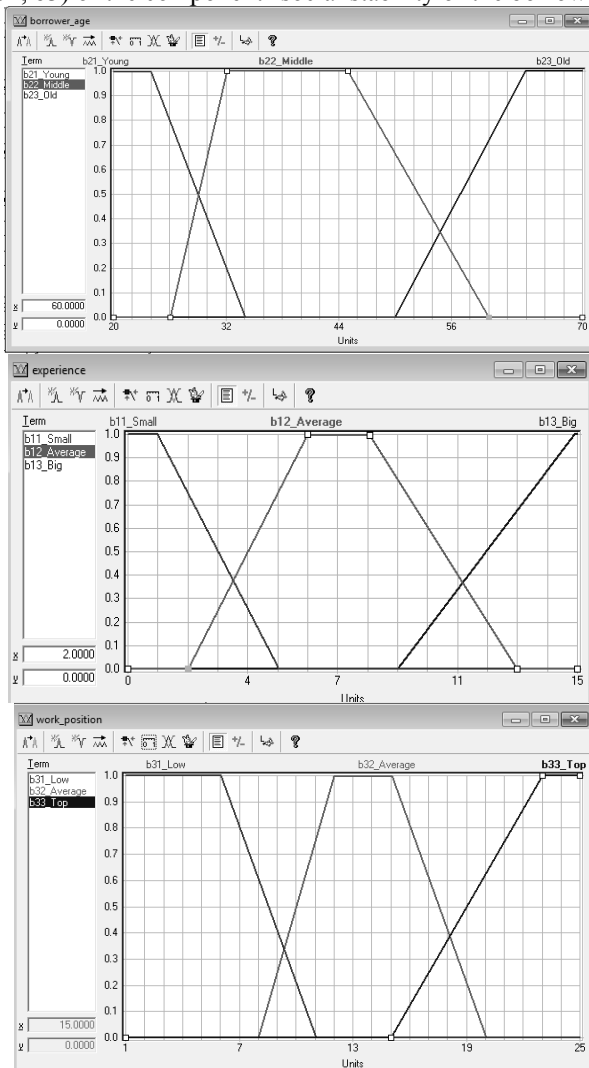 borrower_age
Term
b21_Young
b22_Middle
b23_Old
b21_Young b22_Middle b23_Old
1.0
0.9
0.8
0.7
0.6
0.5
0.4
0.3
0.2
0.1
0.0
x 60.0000
y 0.0000
20 32 44 56 70
Units
experience
Term
b11_Small
b12_Average
b13_Big
b11_Small b12_Average b13_Big
1.0
0.9
0.8
0.7
0.6
0.5
0.4
0.3
0.2
0.1
0.0
x 2.0000
y 0.0000
0 4 7 11 15
Units
work_position
Term
b31_Low
b32_Average
b33_Top
b31_Low b32_Average b33_Top
1.0
0.9
0.8
0.7
0.6
0.5
0.4
0.3
0.2
0.1
0.0
x 15.0000
y 0.0000
1 7 13 19 25
Units